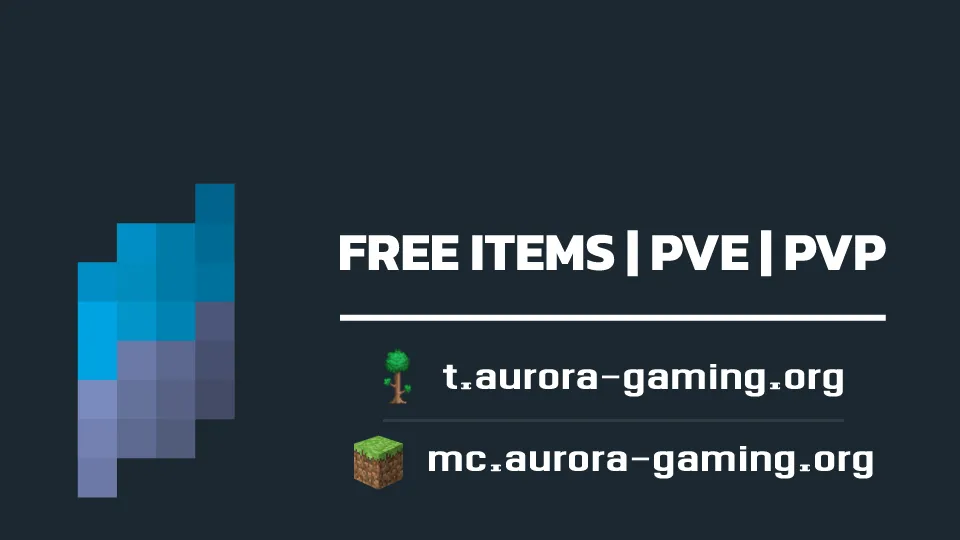 FREE ITEMS | PVE | PVP
t.aurora-gaming.org
mc.aurora-gaming.org